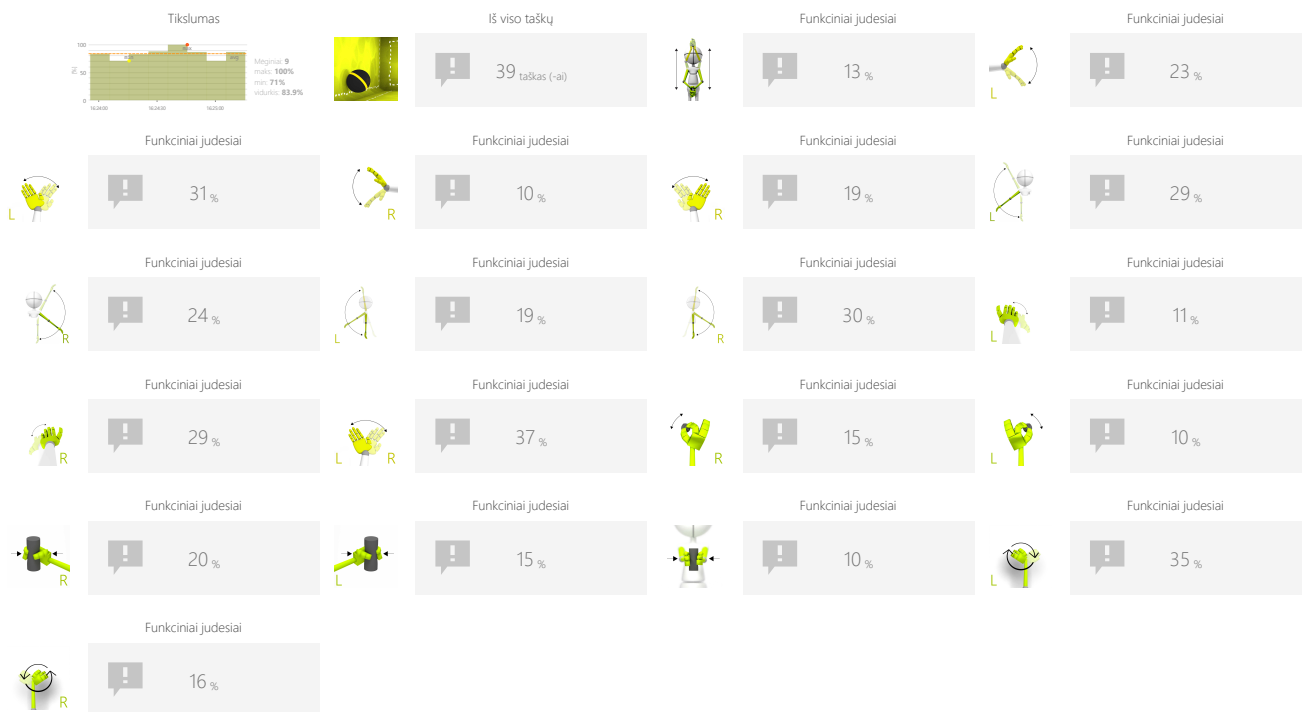 Tikslumas
Iš viso taškų
Funkciniai judesiai
Funkciniai judesiai
100
50
0
[%]
16:24:00
16:24:30
16:25:00
Mėginiai: 9
maks: 100%
min: 71%
vidurkis: 83.9%
39 taškas (-ai)
13 %
L
23 %
Funkciniai judesiai
Funkciniai judesiai
Funkciniai judesiai
Funkciniai judesiai
L
31 %
R
10 %
R
19 %
L
29 %
Funkciniai judesiai
Funkciniai judesiai
Funkciniai judesiai
Funkciniai judesiai
R
24 %
L
19 %
R
30 %
L
11 %
Funkciniai judesiai
Funkciniai judesiai
Funkciniai judesiai
Funkciniai judesiai
R
29 %
L R
37 %
R
15 %
L
10 %
Funkciniai judesiai
Funkciniai judesiai
Funkciniai judesiai
Funkciniai judesiai
R
20 %
L
15 %
10 %
L
35 %
Funkciniai judesiai
R
16 %